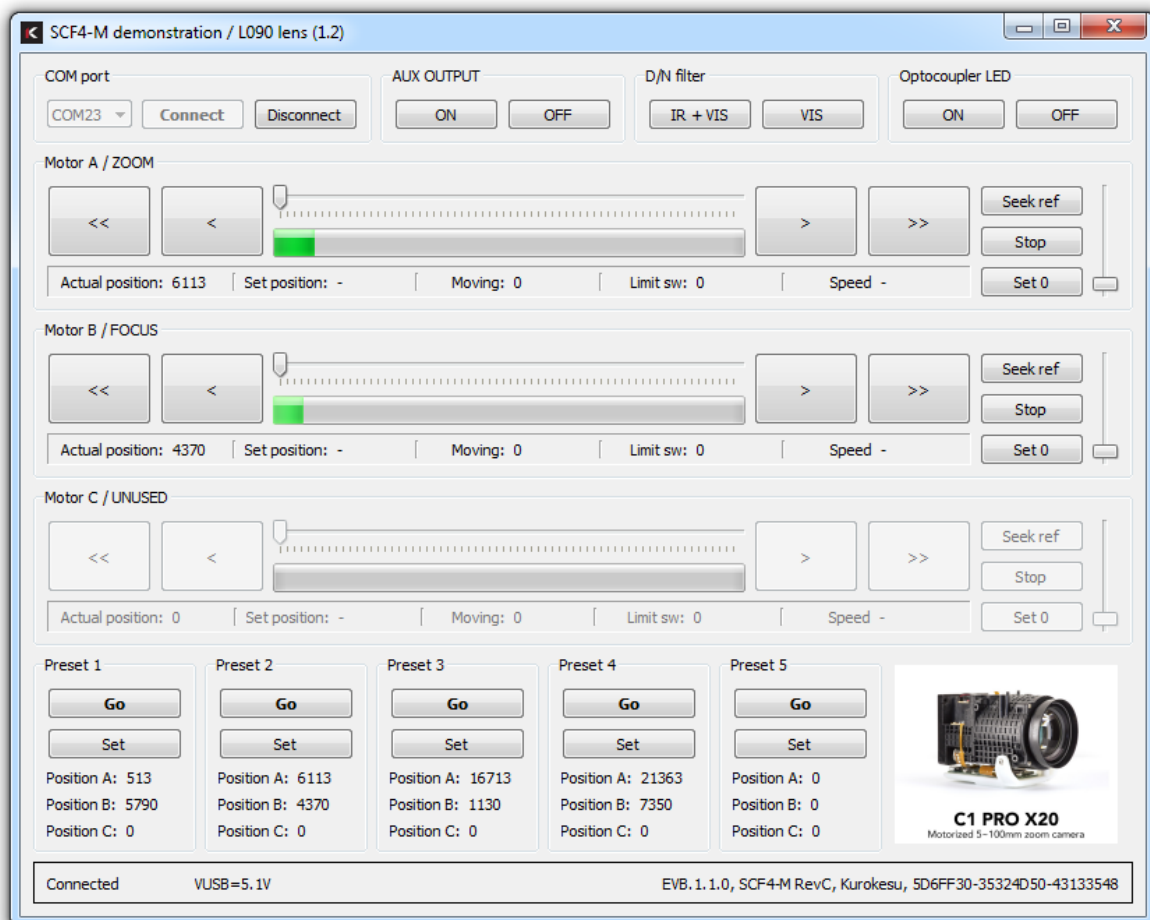 SCF4-M demonstration / L090 lens (1.2)
COM port AUX OUTPUT D/N filter Optocoupler LED
COM23 Connect Disconnect ON OFF IR + VIS VIS ON OFF
Motor A / ZOOM
<< < > >> Seek ref
Stop
Actual position: 6113 Set position: - Moving: 0 Limit sw: 0 Speed - Set 0
Motor B / FOCUS
<< < > >> Seek ref
Stop
Actual position: 4370 Set position: - Moving: 0 Limit sw: 0 Speed - Set 0
Motor C / UNUSED
<< < > >> Seek ref
Stop
Actual position: 0 Set position: - Moving: 0 Limit sw: 0 Speed - Set 0
Preset 1 Preset 2 Preset 3 Preset 4 Preset 5
Go Go Go Go Go
Set Set Set Set Set
Position A: 513 Position A: 6113 Position A: 16713 Position A: 21363 Position A: 0
Position B: 5790 Position B: 4370 Position B: 1130 Position B: 7350 Position B: 0
Position C: 0 Position C: 0 Position C: 0 Position C: 0 Position C: 0
C1 PRO X20
Motorized 5-100mm zoom camera
Connected VUSB=5.1V EVB.1.1.0, SCF4-M RevC, Kurokesu, 5D6FF30-35324D50-43133548